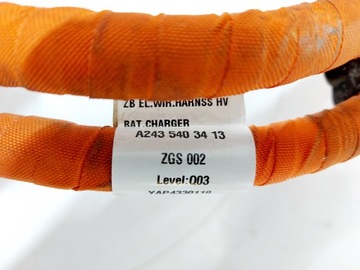 ZB EL.WIR.HARNSS HV
BAT CHARGER
A243 540 34 13
ZGS 002
Level:003